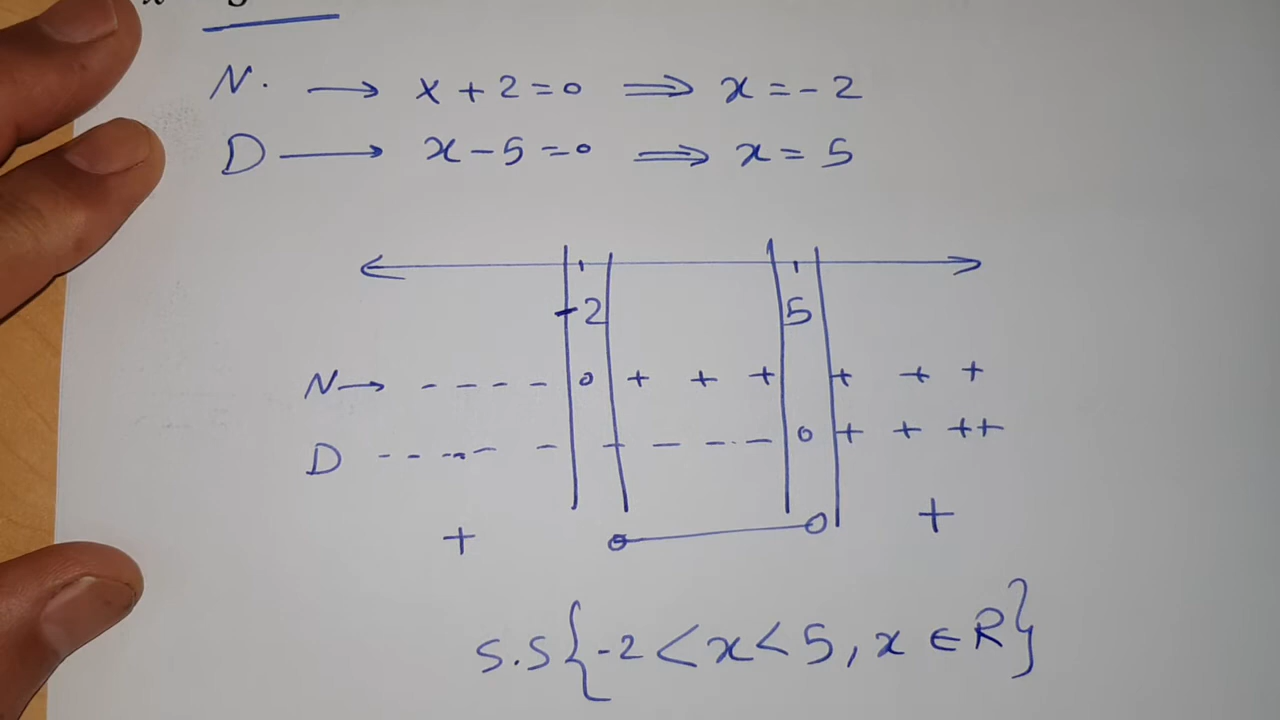 N. → x + 2 = 0 ⟹ x = - 2
D → x - 5 = 0 ⟹ x = 5
-2 5
N → - - - - 0 + + + + + +
D - - - - - - - - - - 0 + + + +
+ +
S.S { -2 < x < 5 , x ∈ R }